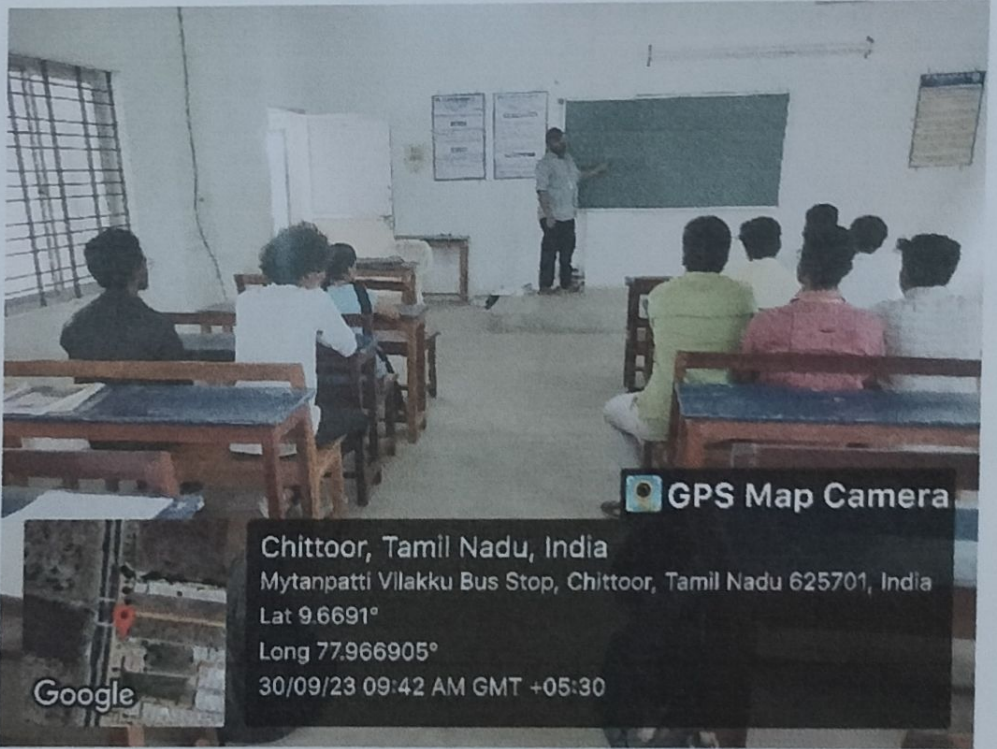 GPS Map Camera
Chittoor, Tamil Nadu, India
Mytanpatti Vilakku Bus Stop, Chittoor, Tamil Nadu 625701, India
Lat 9.6691°
Long 77.966905°
30/09/23 09:42 AM GMT +05:30
Google